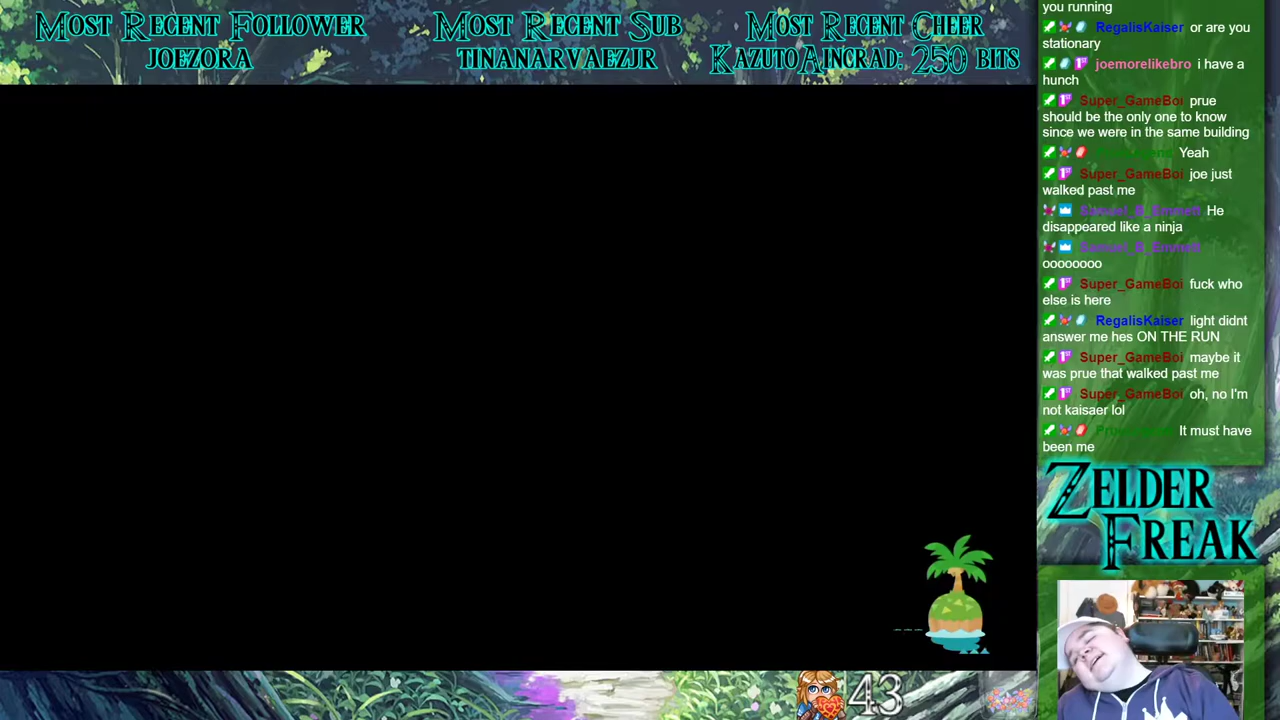 Most Recent Follower
joezora
Most Recent Sub
tinanarvaezjr
Most Recent Cheer
KazutoAincrad: 250 bits
you running
RegalisKaiser or are you
stationary
joemorelikebro i have a
hunch
Super_GameBoi prue
should be the only one to know
since we were in the same building
Yeah
Super_GameBoi joe just
walked past me
Samuel_B_Emmett He
disappeared like a ninja
Samuel_B_Emmett
oooooooo
Super_GameBoi fuck who
else is here
RegalisKaiser light didnt
answer me hes ON THE RUN
Super_GameBoi maybe it
was prue that walked past me
Super_GameBoi oh, no I'm
not kaisaer lol
It must have
been me
Zelder
Freak
43